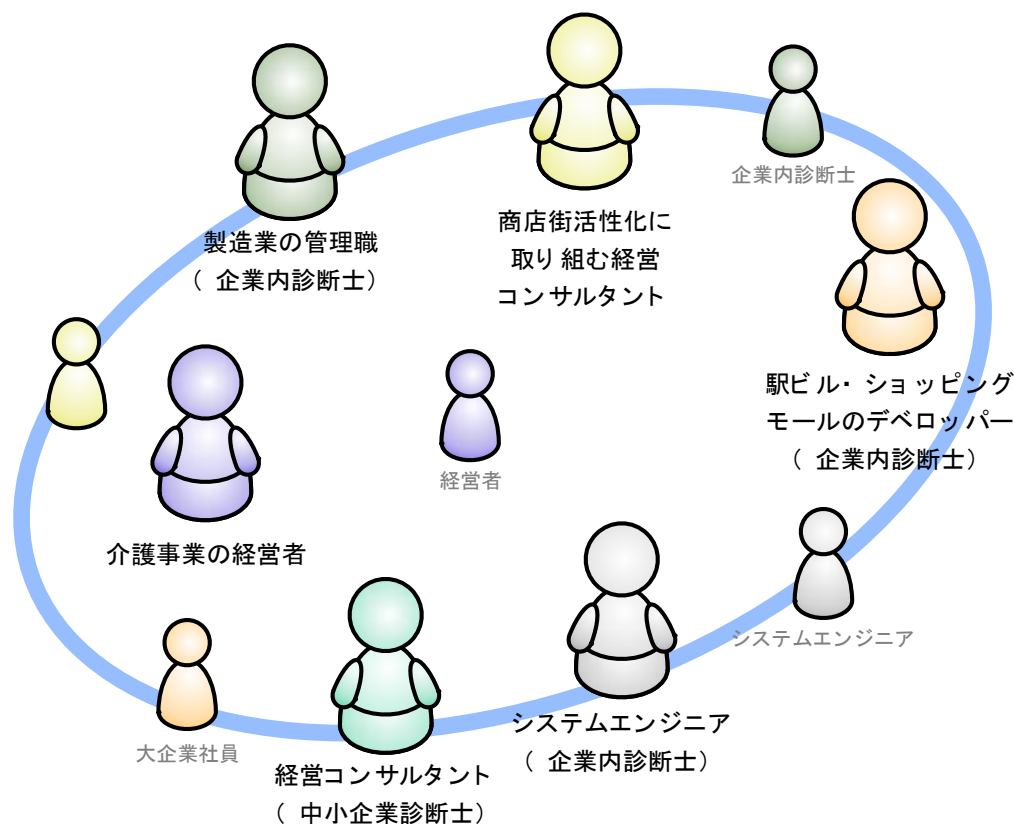 企業内診断士
商店街活性化に
取り組む経営
コンサルタント
製造業の管理職
（ 企業内診断士）
駅ビル・ ショッピング
モールのデベロッパー
（ 企業内診断士）
経営者
介護事業の経営者
システムエンジニア
システムエンジニア
（ 企業内診断士）
大企業社員
経営コンサルタント
（ 中小企業診断士）